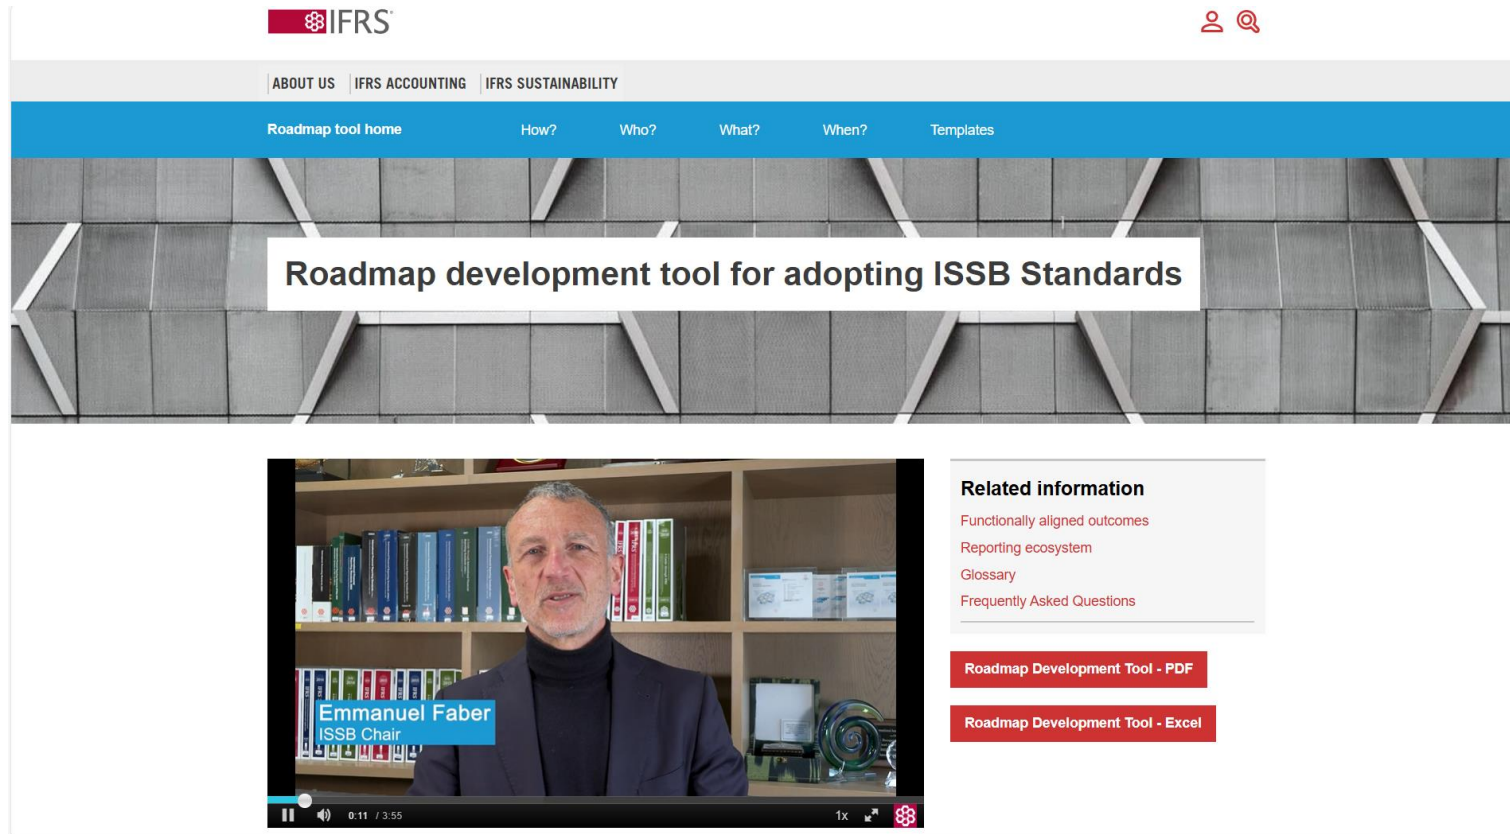 IFRS
ABOUT US
IFRS ACCOUNTING
IFRS SUSTAINABILITY
Roadmap tool home
How?
Who?
What?
When?
Templates
Roadmap development tool for adopting ISSB Standards
Emmanuel Faber
ISSB Chair
0:11 / 3:55
1x
Related information
Functionally aligned outcomes
Reporting ecosystem
Glossary
Frequently Asked Questions
Roadmap Development Tool - PDF
Roadmap Development Tool - Excel